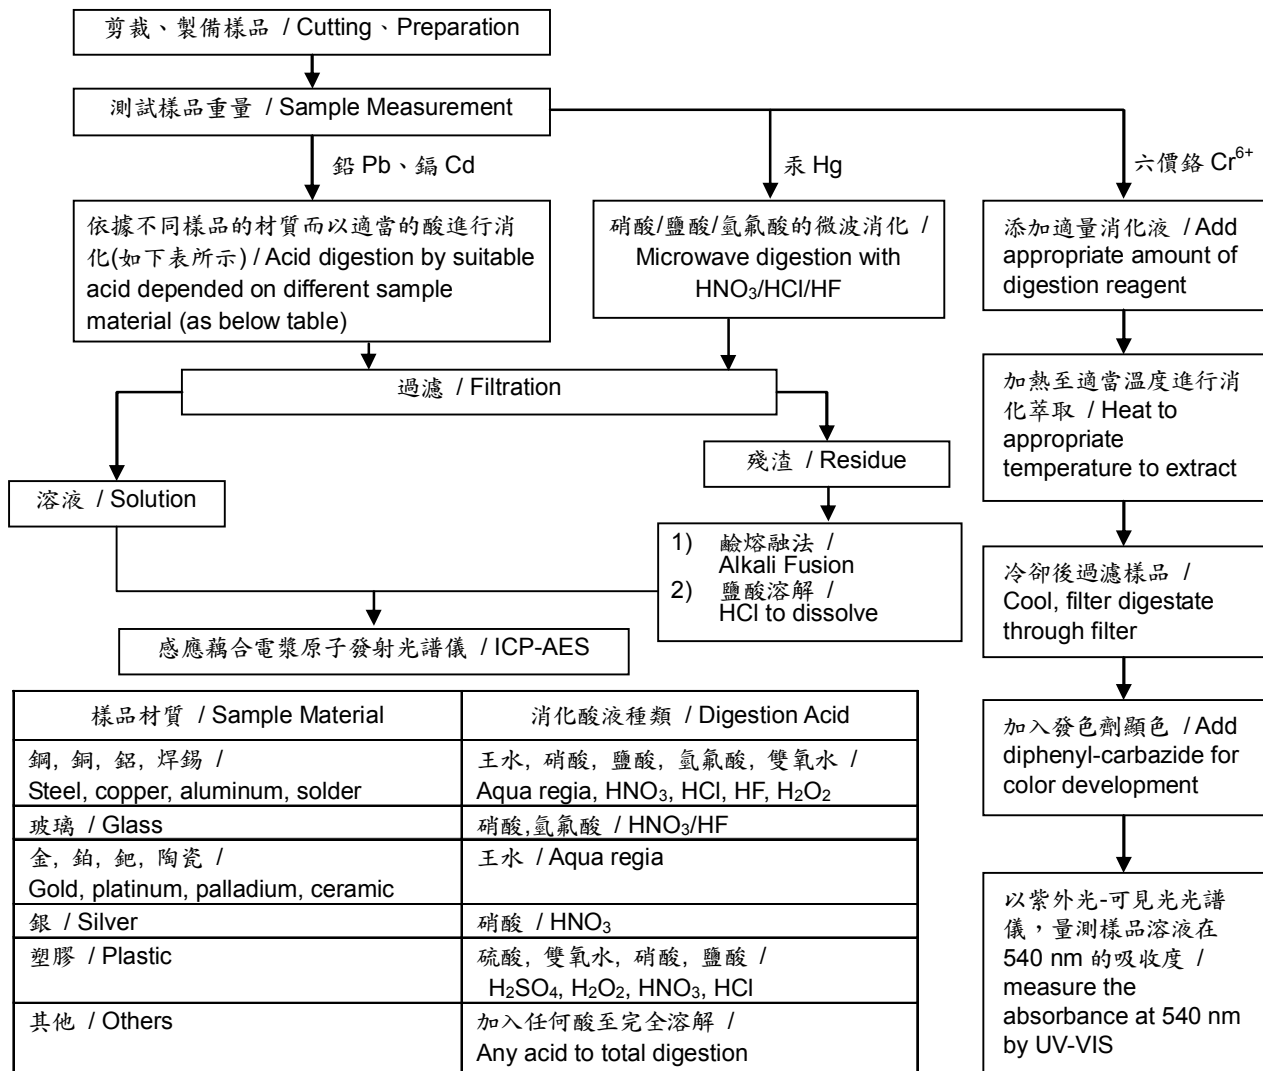 剪裁、製備樣品 / Cutting、Preparation
測試樣品重量 / Sample Measurement
鉛 Pb、鎘 Cd
汞 Hg
六價鉻 Cr⁶⁺
依據不同樣品的材質而以適當的酸進行消
化(如下表所示) / Acid digestion by suitable
acid depended on different sample
material (as below table)
硝酸/鹽酸/氫氟酸的微波消化 /
Microwave digestion with
HNO₃/HCl/HF
添加適量消化液 / Add
appropriate amount of
digestion reagent
過濾 / Filtration
加熱至適當溫度進行消
化萃取 / Heat to
appropriate
temperature to extract
溶液 / Solution
殘渣 / Residue
1) 鹼熔融法 /
Alkali Fusion
2) 鹽酸溶解 /
HCl to dissolve
冷卻後過濾樣品 /
Cool, filter digestate
through filter
感應藕合電漿原子發射光譜儀 / ICP-AES
加入發色劑顯色 / Add
diphenyl-carbazide for
color development
以紫外光-可見光光譜
儀，量測樣品溶液在
540 nm 的吸收度 /
measure the
absorbance at 540 nm
by UV-VIS
樣品材質 / Sample Material
消化酸液種類 / Digestion Acid
鋼, 銅, 鋁, 焊錫 /
Steel, copper, aluminum, solder
王水, 硝酸, 鹽酸, 氫氟酸, 雙氧水 /
Aqua regia, HNO₃, HCl, HF, H₂O₂
玻璃 / Glass
硝酸,氫氟酸 / HNO₃/HF
金, 鉑, 鈀, 陶瓷 /
Gold, platinum, palladium, ceramic
王水 / Aqua regia
銀 / Silver
硝酸 / HNO₃
塑膠 / Plastic
硫酸, 雙氧水, 硝酸, 鹽酸 /
H₂SO₄, H₂O₂, HNO₃, HCl
其他 / Others
加入任何酸至完全溶解 /
Any acid to total digestion